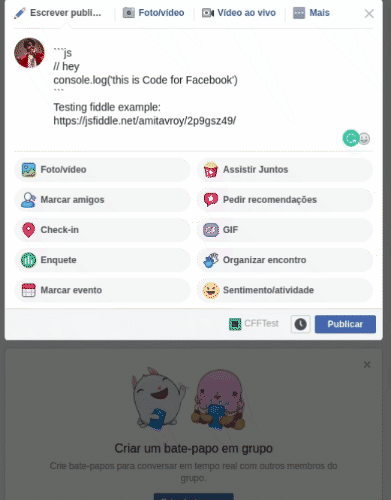 Escrever publi...
Foto/vídeo
Vídeo ao vivo
Mais
```js
// hey
console.log('this is Code for Facebook')
```
Testing fiddle example:
https://jsfiddle.net/amitavroy/2p9gsz49/
Foto/vídeo
Assistir Juntos
Marcar amigos
Pedir recomendações
Check-in
GIF
Enquete
Organizar encontro
Marcar evento
Sentimento/atividade
CFFTest
Publicar
Criar um bate-papo em grupo
Crie bate-papos para conversar em tempo real com outros membros do
grupo.